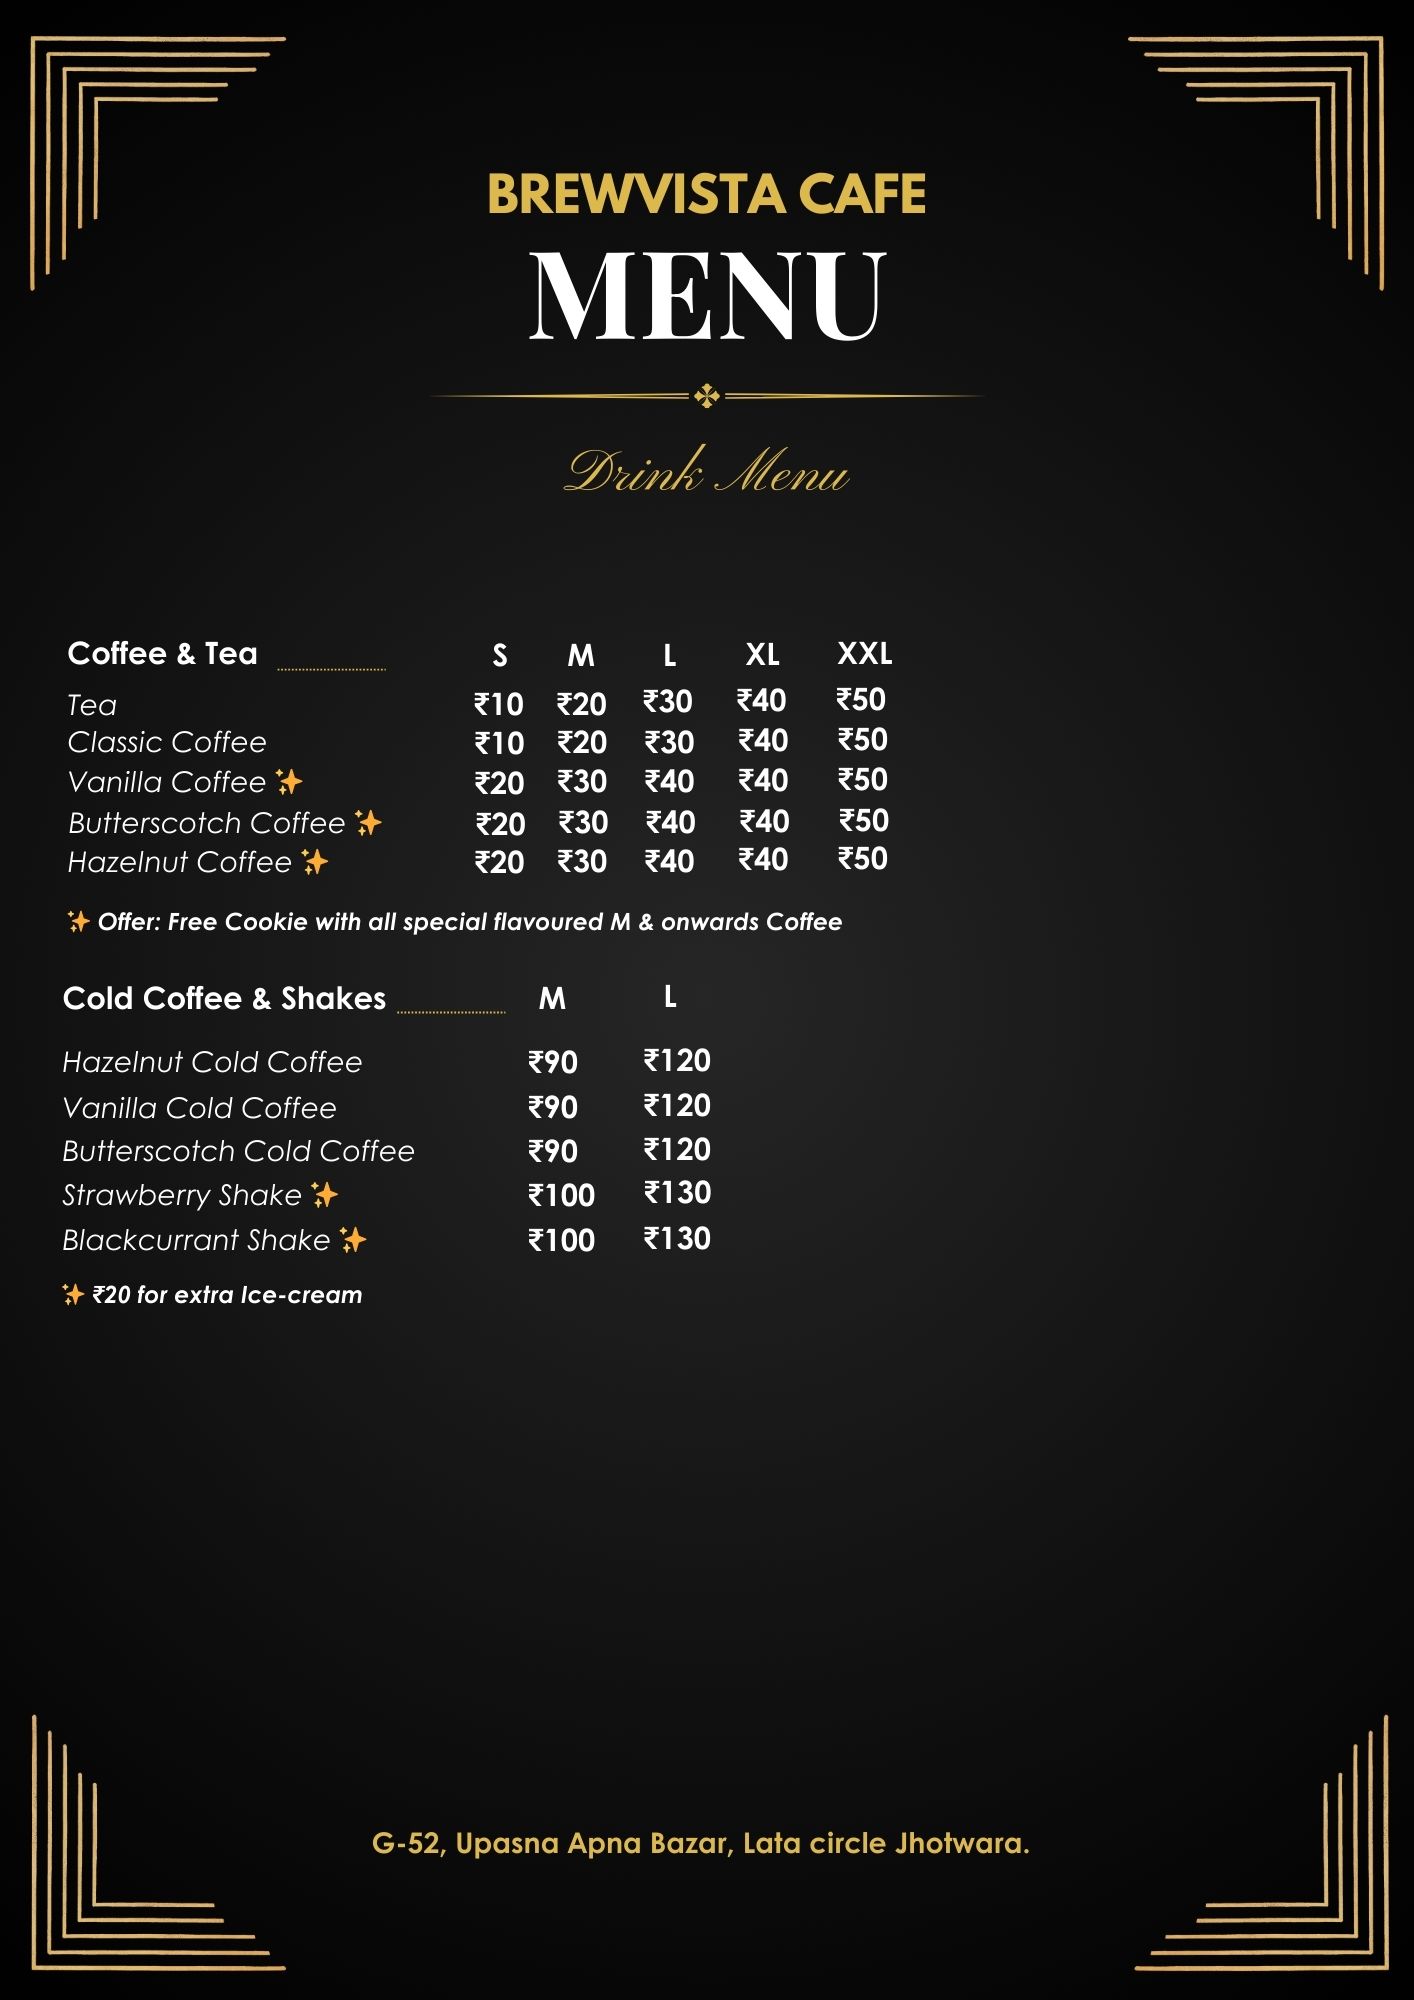 BREWVISTA CAFE
MENU
Drink Menu
Coffee & Tea S M L XL XXL
Tea ₹10 ₹20 ₹30 ₹40 ₹50
Classic Coffee ₹10 ₹20 ₹30 ₹40 ₹50
Vanilla Coffee ✨ ₹20 ₹30 ₹40 ₹40 ₹50
Butterscotch Coffee ✨ ₹20 ₹30 ₹40 ₹40 ₹50
Hazelnut Coffee ✨ ₹20 ₹30 ₹40 ₹40 ₹50
✨ Offer: Free Cookie with all special flavoured M & onwards Coffee
Cold Coffee & Shakes M L
Hazelnut Cold Coffee ₹90 ₹120
Vanilla Cold Coffee ₹90 ₹120
Butterscotch Cold Coffee ₹90 ₹120
Strawberry Shake ✨ ₹100 ₹130
Blackcurrant Shake ✨ ₹100 ₹130
✨ ₹20 for extra Ice-cream
G-52, Upasna Apna Bazar, Lata circle Jhotwara.